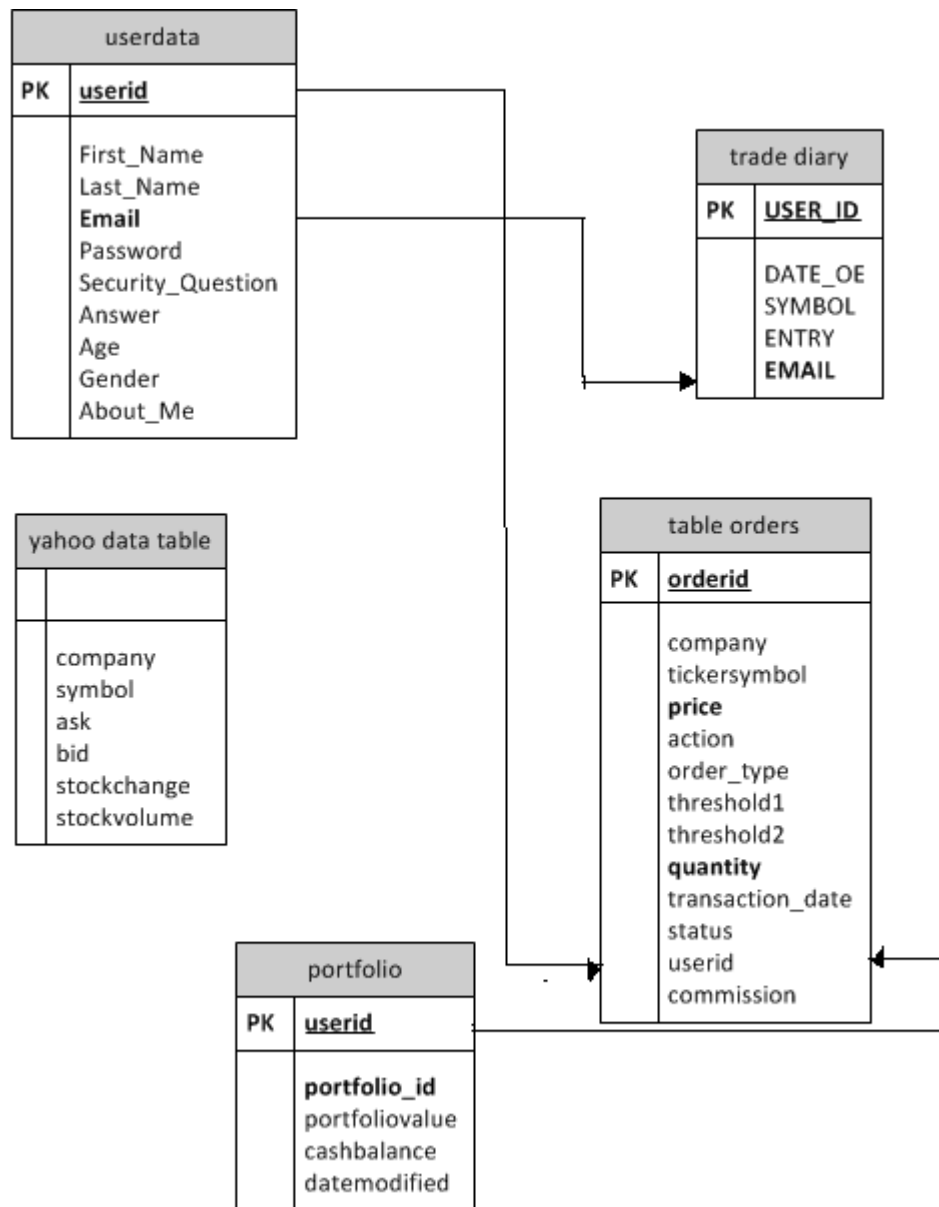 userdata
PK userid
First_Name
Last_Name
Email
Password
Security_Question
Answer
Age
Gender
About_Me
trade diary
PK USER_ID
DATE_OE
SYMBOL
ENTRY
EMAIL
yahoo data table
company
symbol
ask
bid
stockchange
stockvolume
table orders
PK orderid
company
tickersymbol
price
action
order_type
threshold1
threshold2
quantity
transaction_date
status
userid
commission
portfolio
PK userid
portfolio_id
portfoliovalue
cashbalance
datemodified